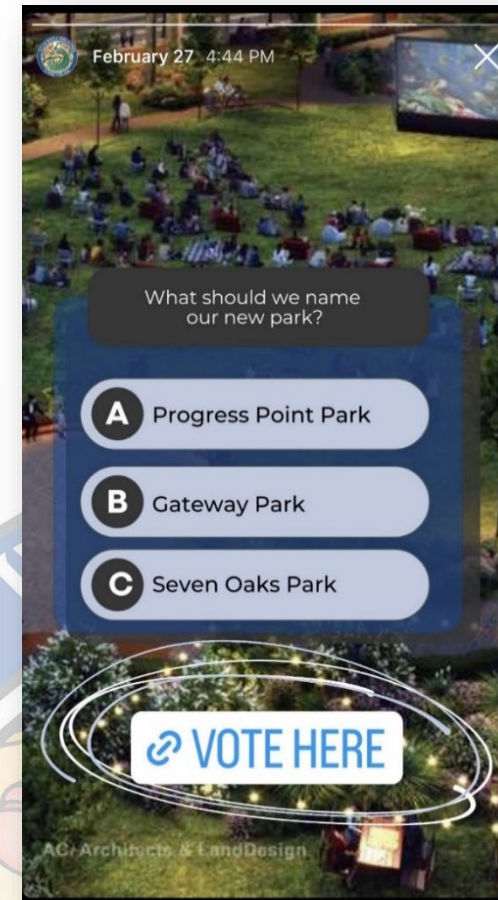 February 27 4:44 PM
What should we name
our new park?
A Progress Point Park
B Gateway Park
C Seven Oaks Park
VOTE HERE
ACi Architects & LandDesign